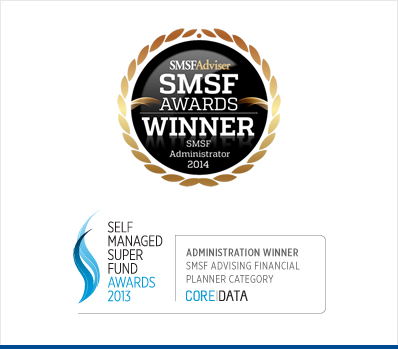 SMSFAdviser
SMSF
AWARDS
WINNER
SMSF
Administrator
2014
SELF
MANAGED
SUPER
FUND
AWARDS
2013
ADMINISTRATION WINNER
SMSF ADVISING FINANCIAL
PLANNER CATEGORY
CORE|DATA